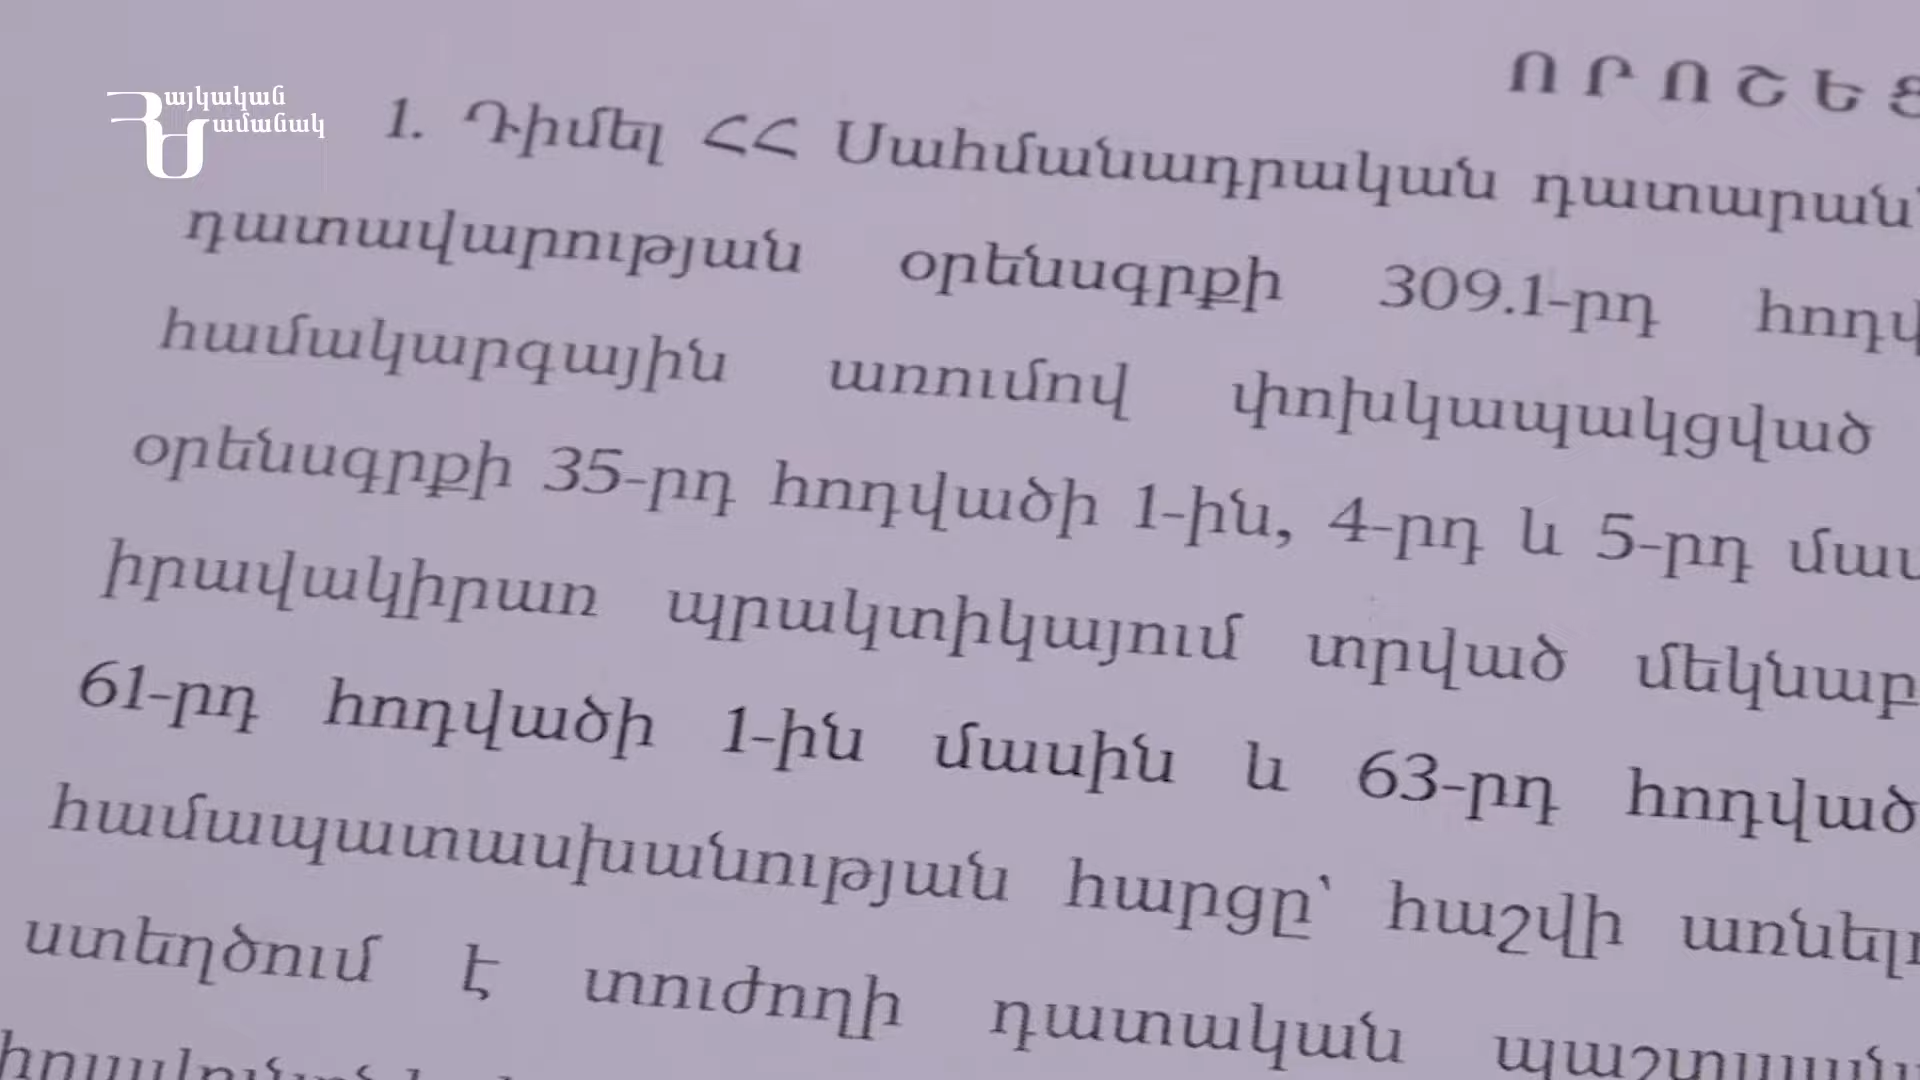 Հայկական
Ժամանակ
ՈՐՈՇԵՑ
1. Դիմել ՀՀ Սահմանադրական դատարան
դատավարության օրենսգրքի 309.1-րդ
համակարգային առումով փոխկապակցված
օրենսգրքի 35-րդ հոդվածի 1-ին, 4-րդ և 5-րդ
իրավակիրառ պրակտիկայում տրված
61-րդ հոդվածի 1-ին մասին և 63-րդ հոդված
համապատասխանության հարցը՝ հաշվի
ստեղծում է տուժողի դատական